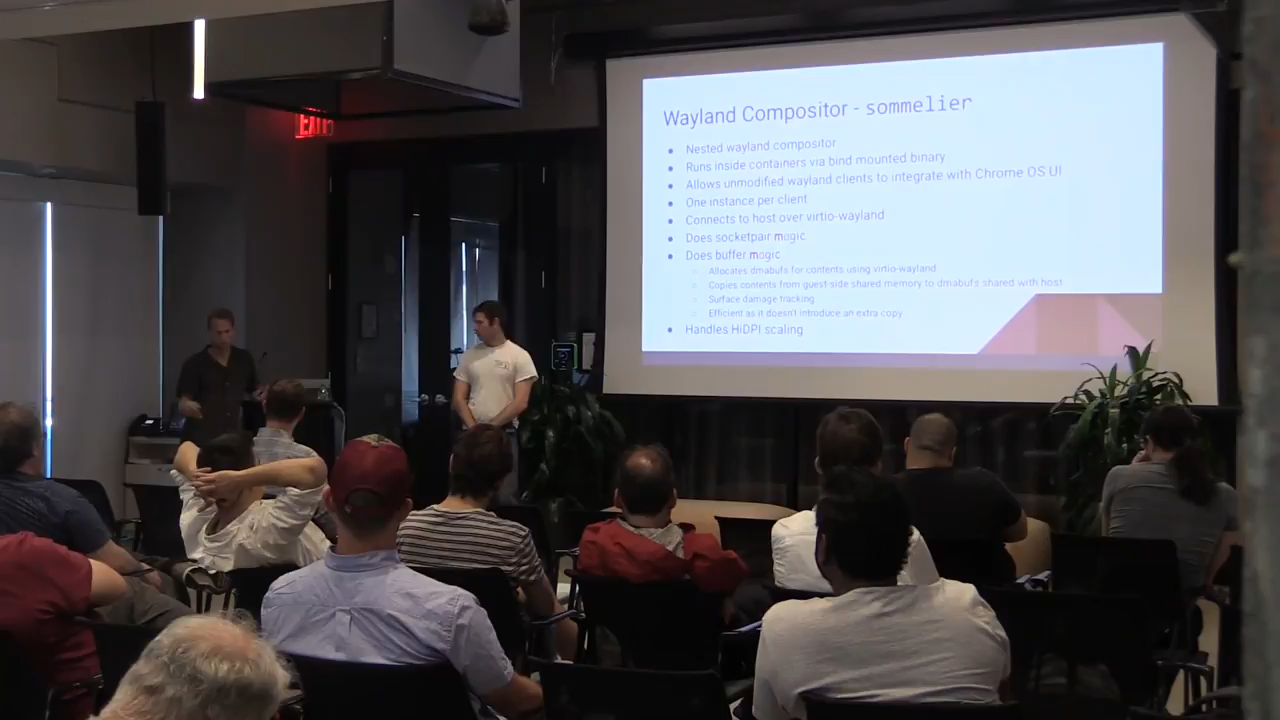 EXIT
Wayland Compositor - sommelier
Nested wayland compositor
Runs inside containers via bind mounted binary
Allows unmodified wayland clients to integrate with Chrome OS UI
One instance per client
Connects to host over virtio-wayland
Does socketpair magic
Does buffer magic
Allocates dmabufs for contents using virtio-wayland
Copies contents from guest-side shared memory to dmabufs shared with host
Surface damage tracking
Efficient as it doesn't introduce an extra copy
Handles HiDPI scaling